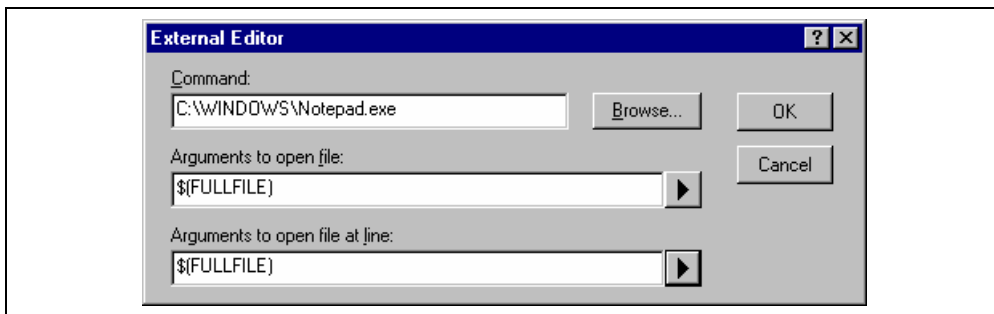 External Editor
Command:
C:\WINDOWS\Notepad.exe
Browse...
OK
Arguments to open file:
Cancel
$(FULLFILE)
Arguments to open file at line:
$(FULLFILE)